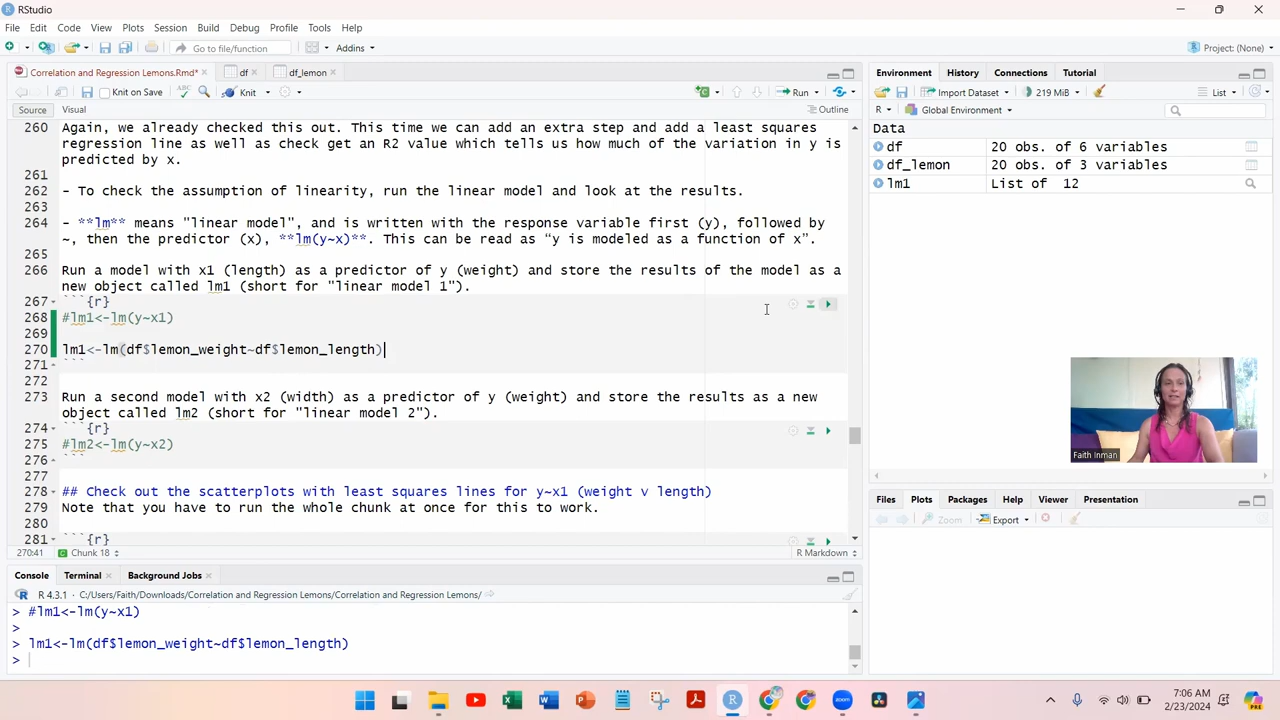 RStudio
File Edit Code View Plots Session Build Debug Profile Tools Help
Go to file/function Addins Project: (None)
Correlation and Regression Lemons.Rmd* df df_lemon
Knit on Save Knit Run
Source Visual Outline
260 Again, we already checked this out. This time we can add an extra step and add a least squares
regression line as well as check get an R2 value which tells us how much of the variation in y is
predicted by x.
261
262 - To check the assumption of linearity, run the linear model and look at the results.
263
264 - **lm** means "linear model", and is written with the response variable first (y), followed by
~, then the predictor (x), **lm(y~x)**. This can be read as “y is modeled as a function of x”.
265
266 Run a model with x1 (length) as a predictor of y (weight) and store the results of the model as a
new object called lm1 (short for "linear model 1").
267 ```{r}
268 #lm1<-lm(y~x1)
269
270 lm1<-lm(df$lemon_weight~df$lemon_length)
271 ```
272
273 Run a second model with x2 (width) as a predictor of y (weight) and store the results as a new
object called lm2 (short for "linear model 2").
274 ```{r}
275 #lm2<-lm(y~x2)
276 ```
277
278 ## Check out the scatterplots with least squares lines for y~x1 (weight v length)
279 Note that you have to run the whole chunk at once for this to work.
280
281 ```{r}
270:41 Chunk 18 R Markdown
Console Terminal Background Jobs
R 4.3.1 · C:/Users/Faith/Downloads/Correlation and Regression Lemons/Correlation and Regression Lemons/
> #lm1<-lm(y~x1)
>
> lm1<-lm(df$lemon_weight~df$lemon_length)
>
Environment History Connections Tutorial
Import Dataset 219 MiB List
R Global Environment
Data
df 20 obs. of 6 variables
df_lemon 20 obs. of 3 variables
lm1 List of 12
Faith Inman
Files Plots Packages Help Viewer Presentation
Zoom Export
7:06 AM
2/23/2024
PRE